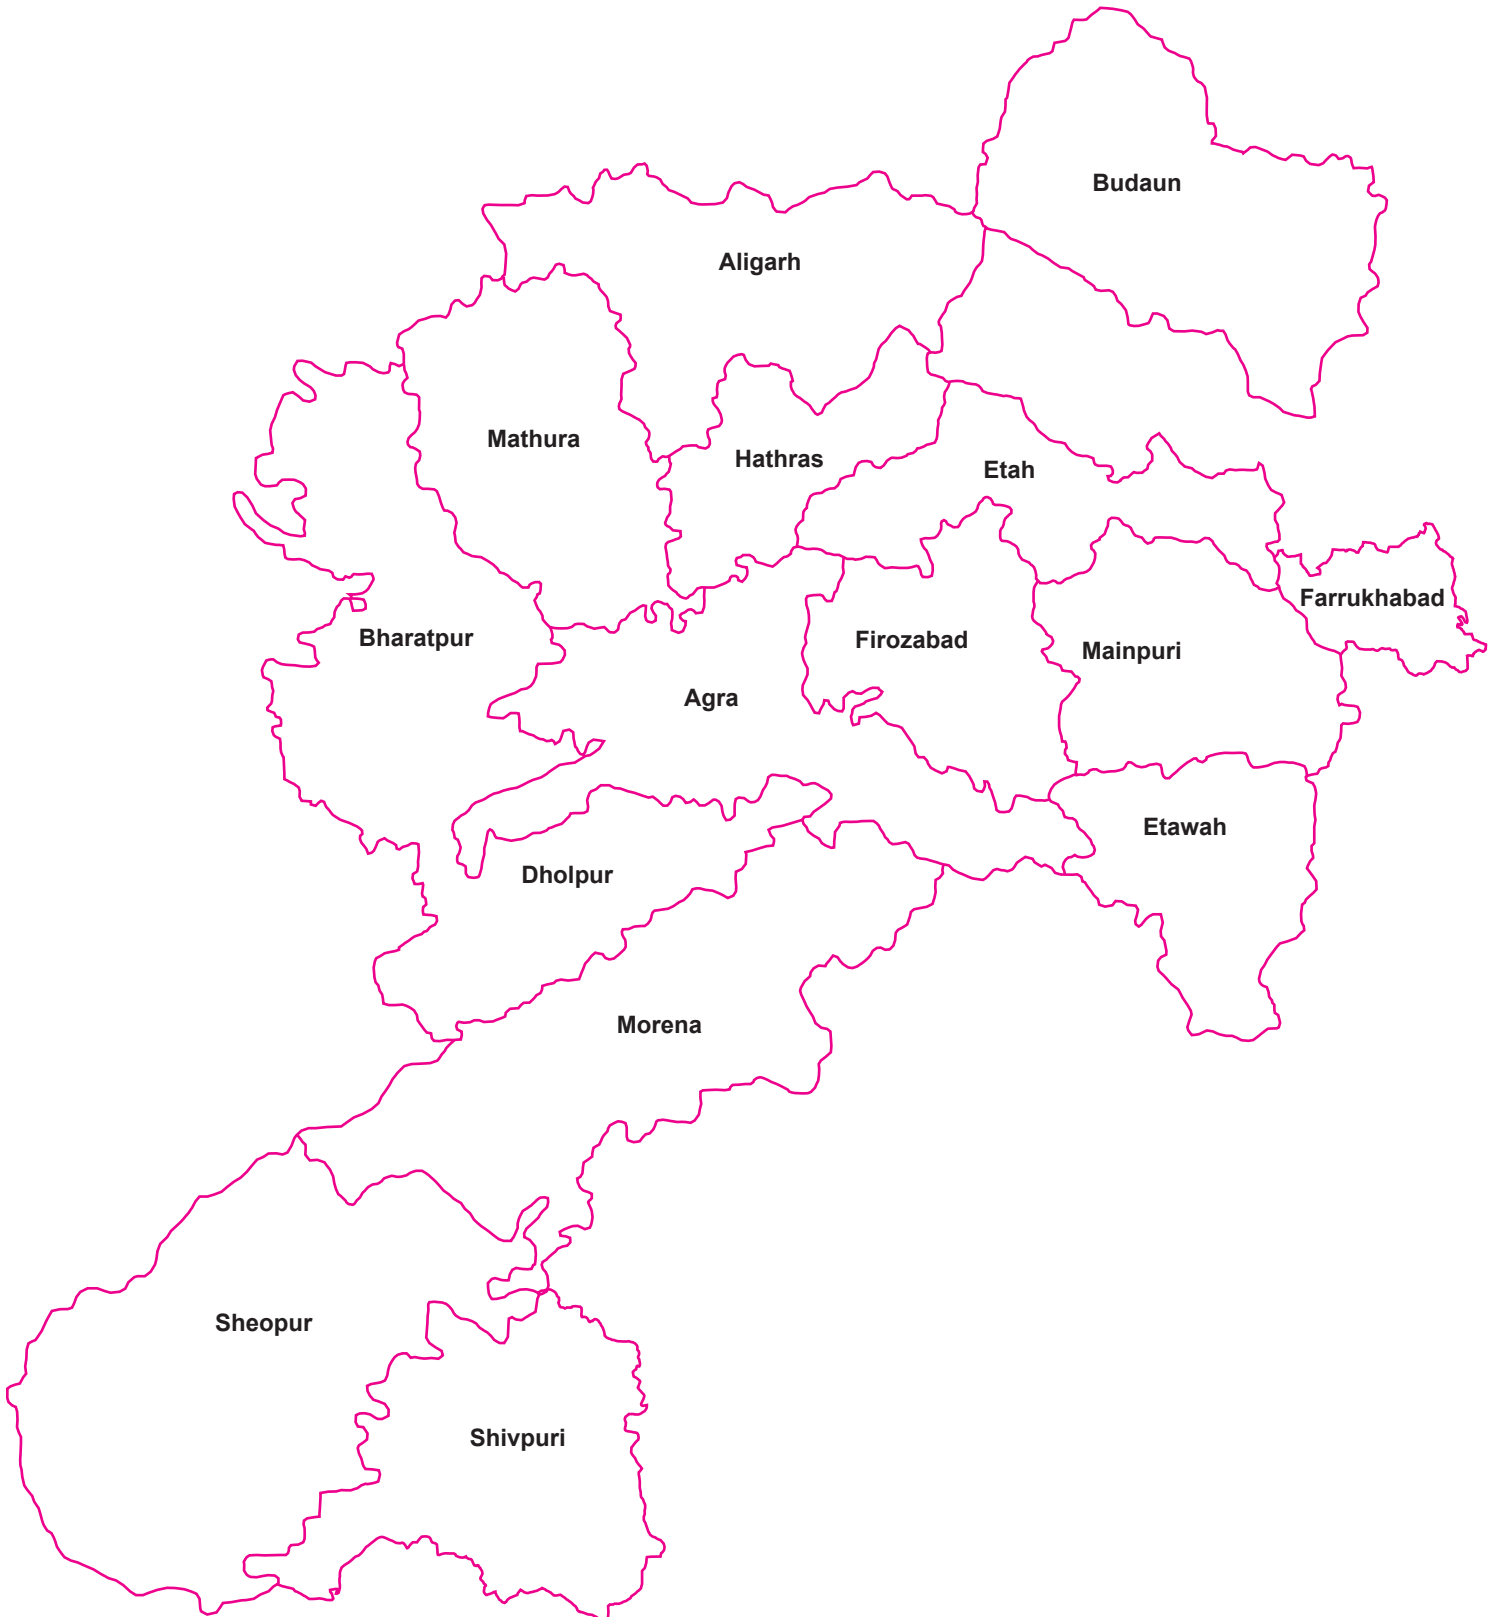 Budaun
Aligarh
Mathura
Hathras
Etah
Farrukhabad
Bharatpur
Firozabad
Mainpuri
Agra
Etawah
Dholpur
Morena
Sheopur
Shivpuri